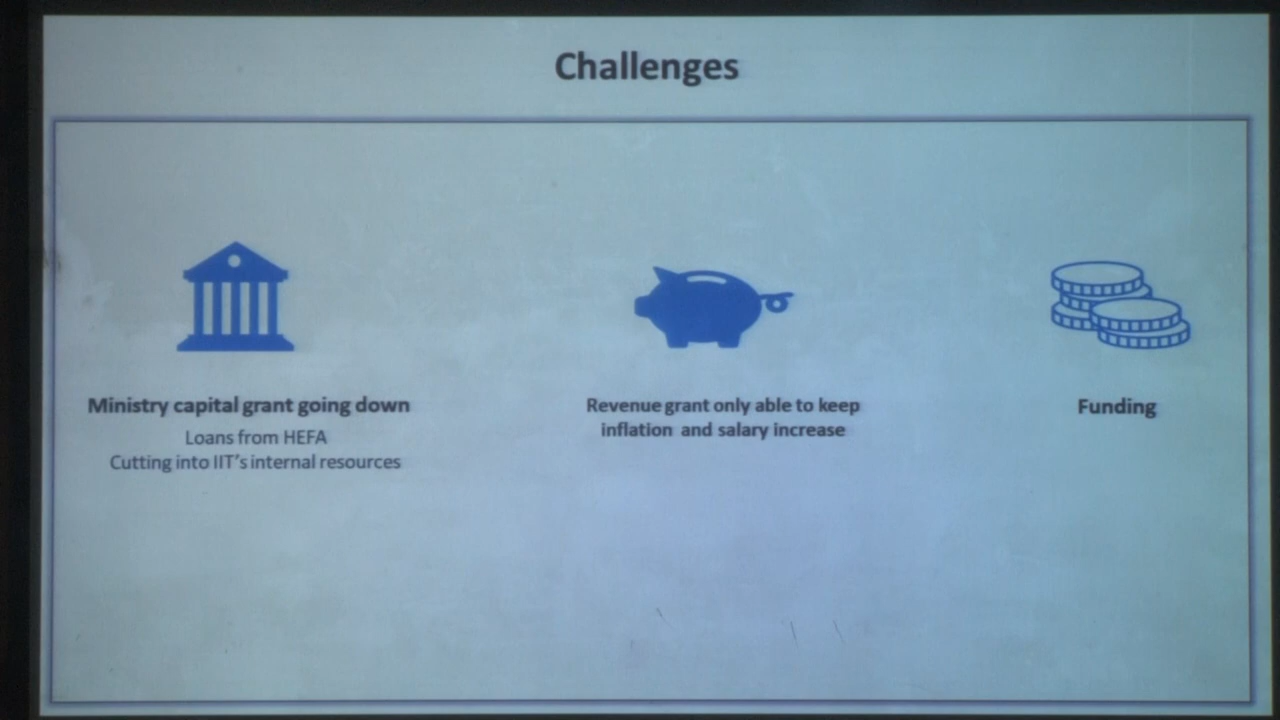 Challenges
Ministry capital grant going down
Loans from HEFA
Cutting into IIT's internal resources
Revenue grant only able to keep
inflation and salary increase
Funding